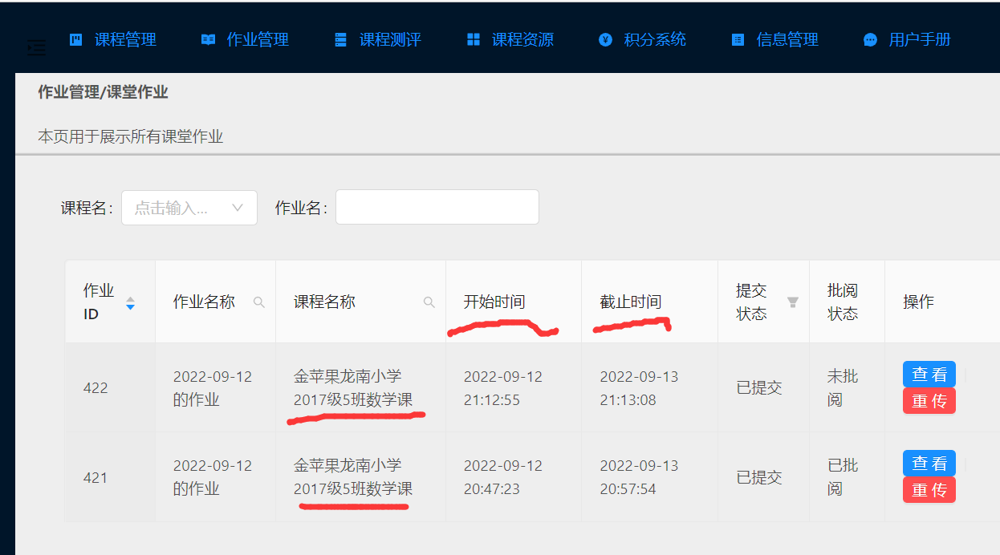 课程管理 作业管理 课程测评 课程资源 积分系统 信息管理 用户手册
作业管理/课堂作业
本页用于展示所有课堂作业
课程名: 点击输入... 作业名:
作业 ID 作业名称 课程名称 开始时间 截止时间 提交 状态 批阅 状态 操作
422 2022-09-12 的作业 金苹果龙南小学 2017级5班数学课 2022-09-12 21:12:55 2022-09-13 21:13:08 已提交 未批 阅 查看 重传
421 2022-09-12 的作业 金苹果龙南小学 2017级5班数学课 2022-09-12 20:47:23 2022-09-13 20:57:54 已提交 已批 阅 查看 重传